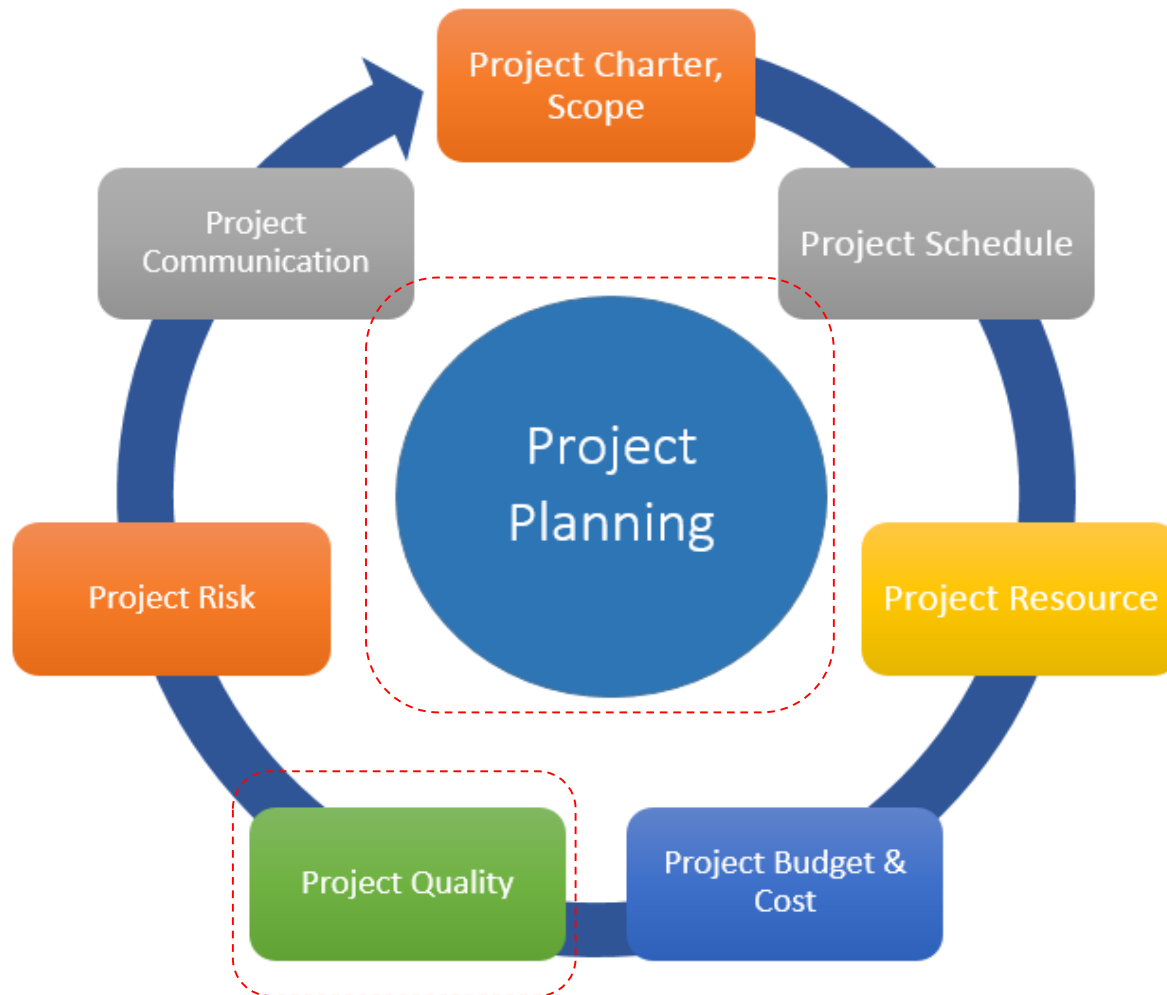 Project Charter,
Scope
Project Schedule
Project Resource
Project Budget &
Cost
Project Quality
Project Risk
Project
Communication
Project
Planning